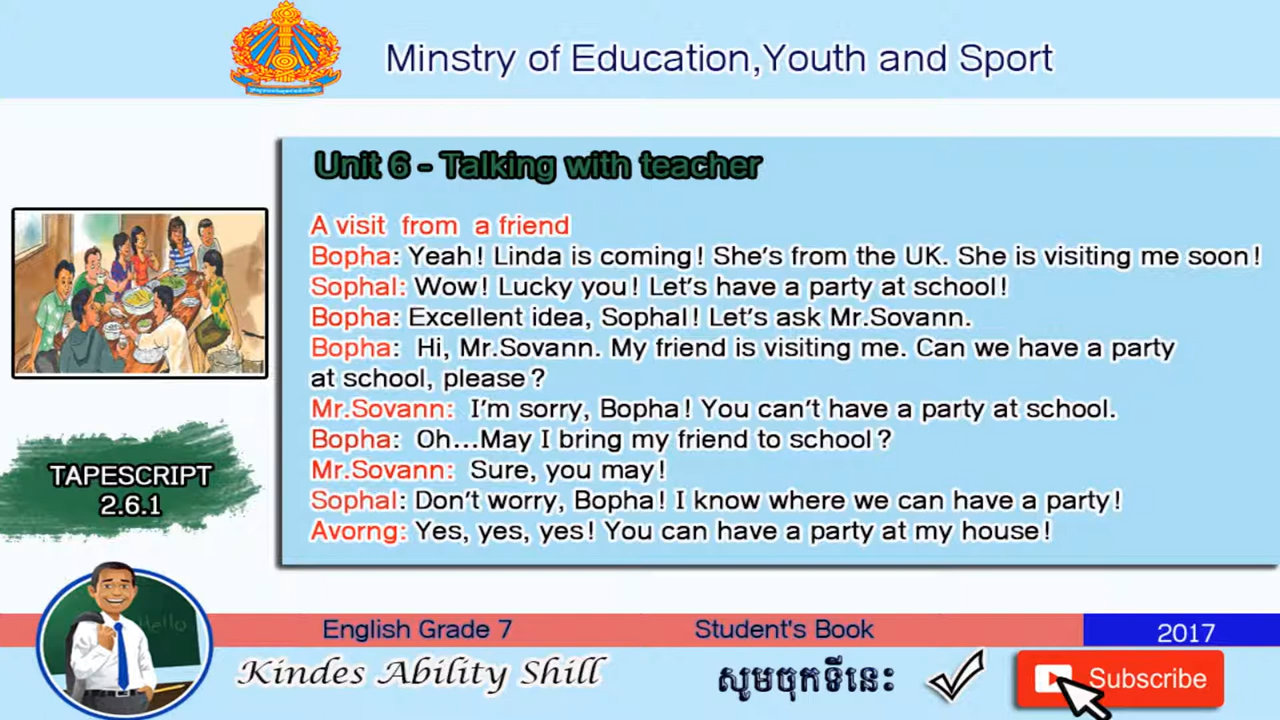 Minstry of Education,Youth and Sport
Unit 6 - Talking with teacher
A visit from a friend
Bopha: Yeah! Linda is coming! She's from the UK. She is visiting me soon!
Sophal: Wow! Lucky you! Let's have a party at school!
Bopha: Excellent idea, Sophal! Let's ask Mr.Sovann.
Bopha: Hi, Mr.Sovann. My friend is visiting me. Can we have a party
at school, please?
Mr.Sovann: I'm sorry, Bopha! You can't have a party at school.
Bopha: Oh...May I bring my friend to school?
Mr.Sovann: Sure, you may!
Sophal: Don't worry, Bopha! I know where we can have a party!
Avorng: Yes, yes, yes! You can have a party at my house!
TAPESCRIPT
2.6.1
Hello
English Grade 7 Student's Book 2017
Kindes Ability Shill សូមចុកទីនេះ Subscribe